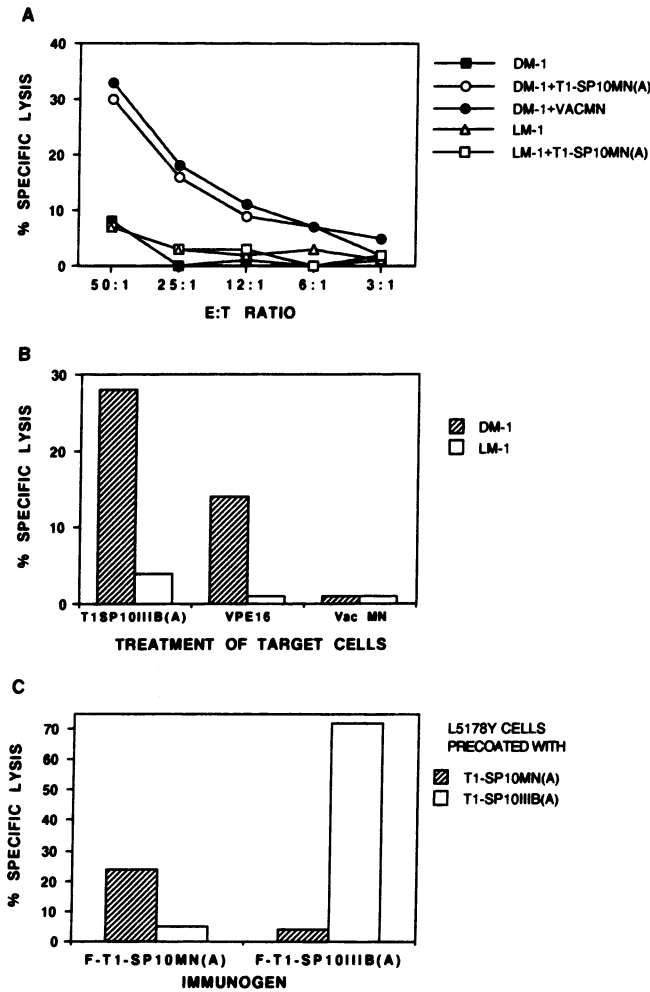 A
40
30
20
10
0
% SPECIFIC LYSIS
50:1 25:1 12:1 6:1 3:1
E:T RATIO
DM-1
DM-1+T1-SP10MN(A)
DM-1+VACMN
LM-1
LM-1+T1-SP10MN(A)
B
30
20
10
0
% SPECIFIC LYSIS
T1SP10IIIB(A) VPE16 Vac MN
TREATMENT OF TARGET CELLS
DM-1
LM-1
C
70
60
50
40
30
20
10
0
% SPECIFIC LYSIS
F-T1-SP10MN(A) F-T1-SP10IIIB(A)
IMMUNOGEN
L5178Y CELLS
PRECOATED WITH
T1-SP10MN(A)
T1-SP10IIIB(A)